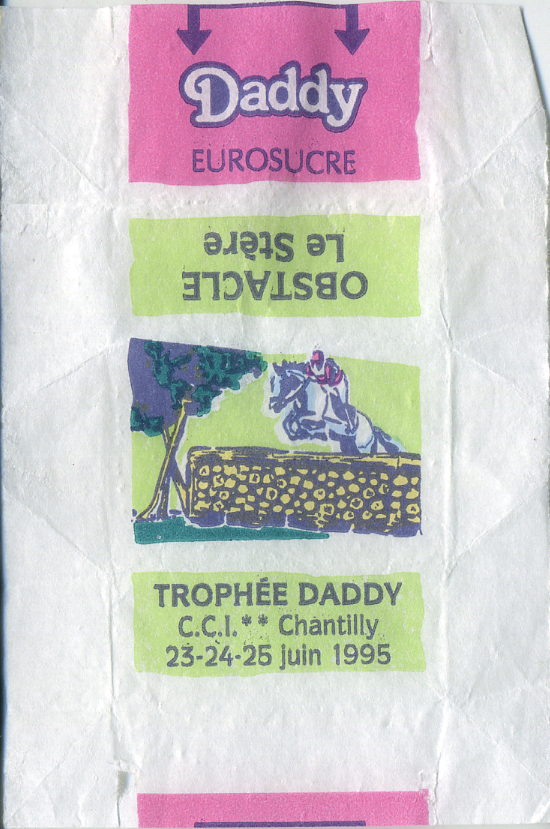 Daddy
EUROSUCRE
OBSTACLE
Le Stère
TROPHÉE DADDY
C.C.I.** Chantilly
23-24-25 juin 1995